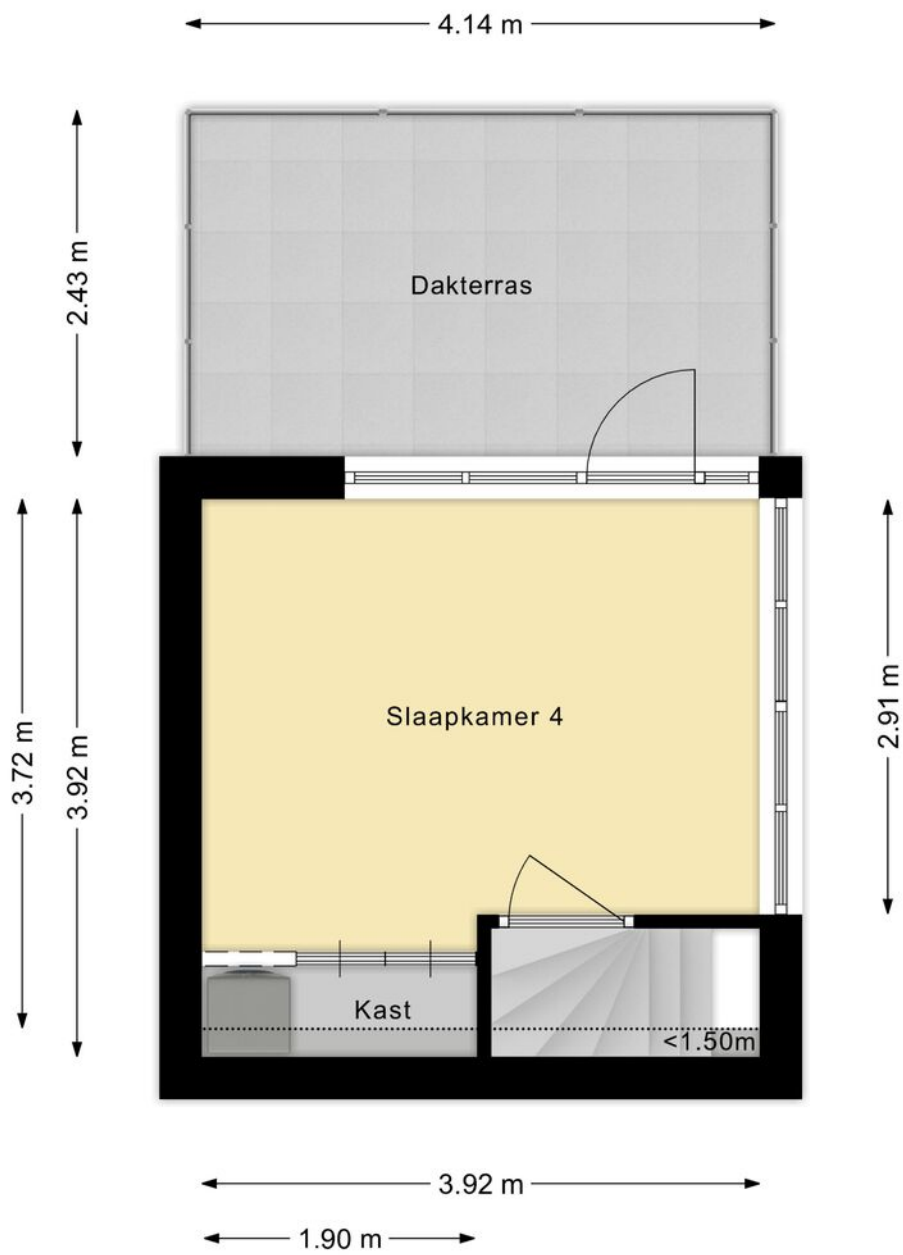 4.14 m
2.43 m
Dakterras
3.72 m
3.92 m
Slaapkamer 4
2.91 m
Kast
<1.50m
3.92 m
1.90 m